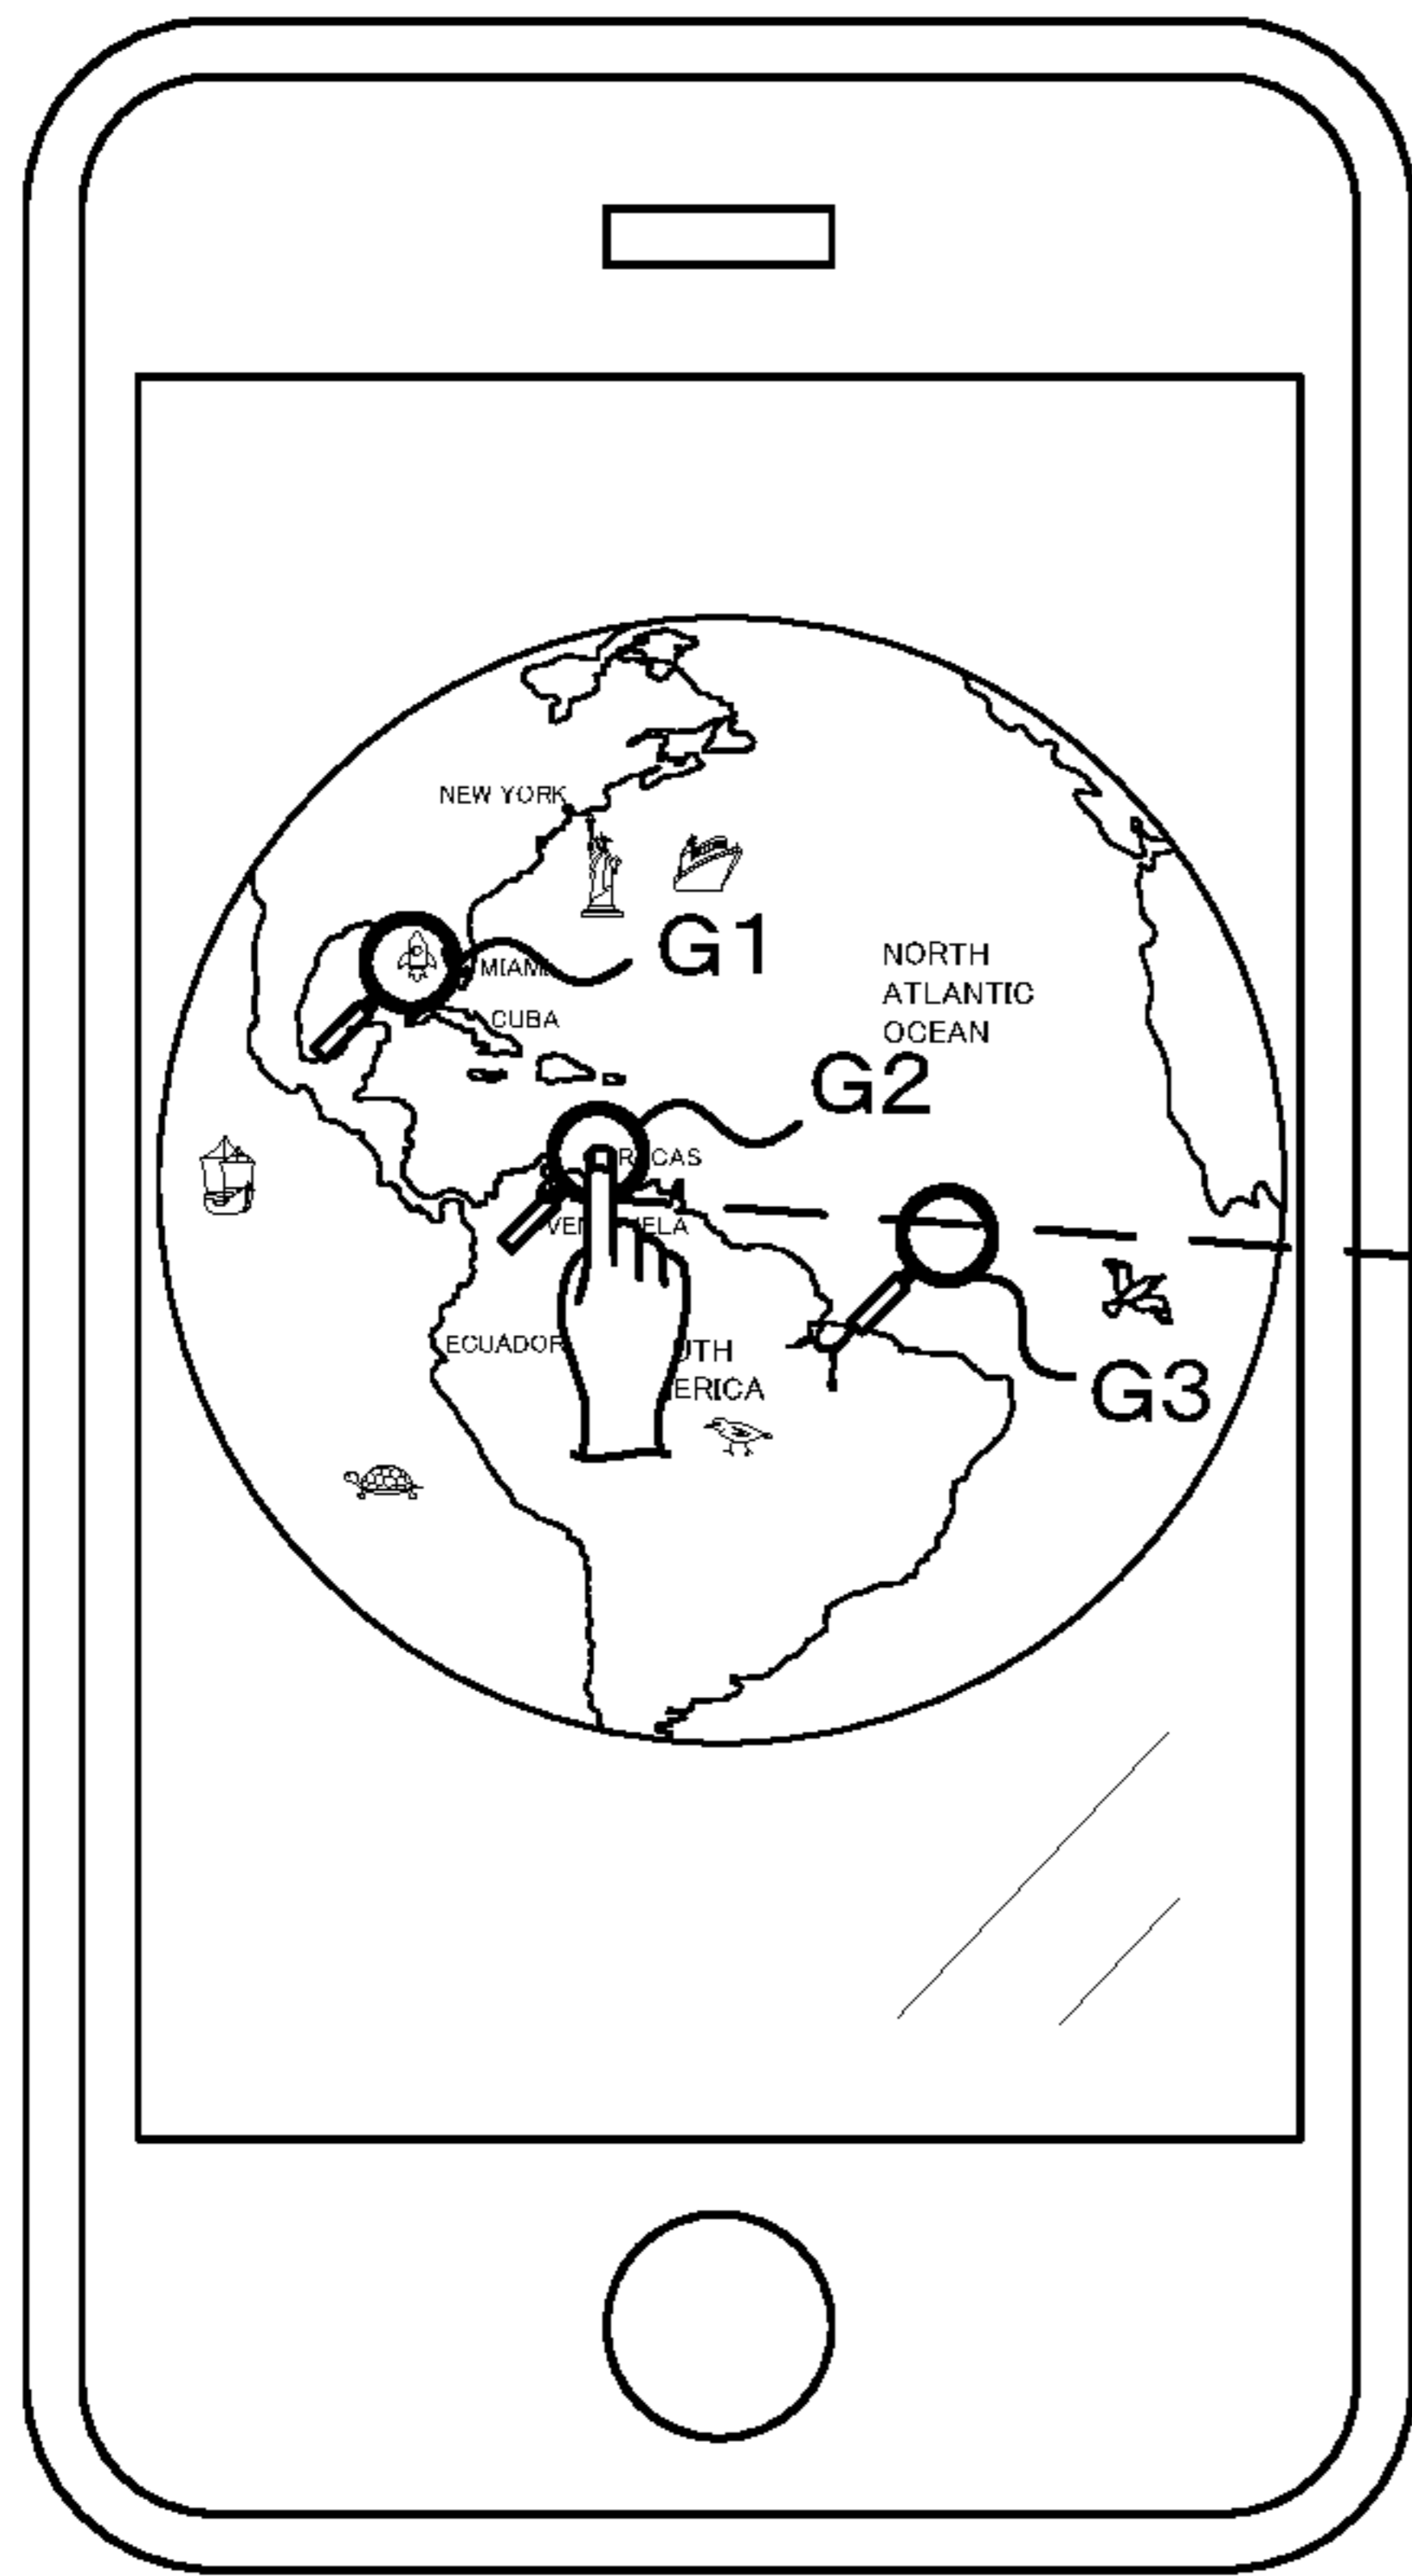 NEW YORK
G1
MIAMI
NORTH
ATLANTIC
OCEAN
CUBA
G2
ECUADOR
G3